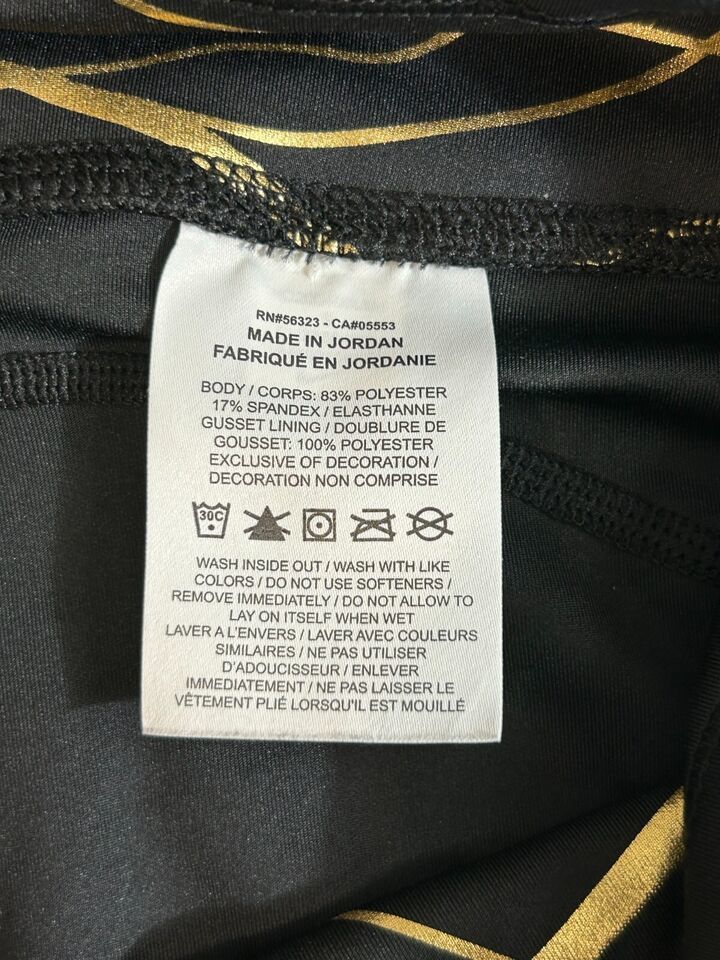 RN#56323 - CA#05553
MADE IN JORDAN
FABRIQUÉ EN JORDANIE
BODY / CORPS: 83% POLYESTER
17% SPANDEX / ELASTHANNE
GUSSET LINING / DOUBLURE DE
GOUSSET: 100% POLYESTER
EXCLUSIVE OF DECORATION /
DECORATION NON COMPRISE
30C
WASH INSIDE OUT / WASH WITH LIKE
COLORS / DO NOT USE SOFTENERS /
REMOVE IMMEDIATELY / DO NOT ALLOW TO
LAY ON ITSELF WHEN WET
LAVER A L'ENVERS / LAVER AVEC COULEURS
SIMILAIRES / NE PAS UTILISER
D'ADOUCISSEUR / ENLEVER
IMMEDIATEMENT / NE PAS LAISSER LE
VÊTEMENT PLIÉ LORSQU'IL EST MOUILLÉ